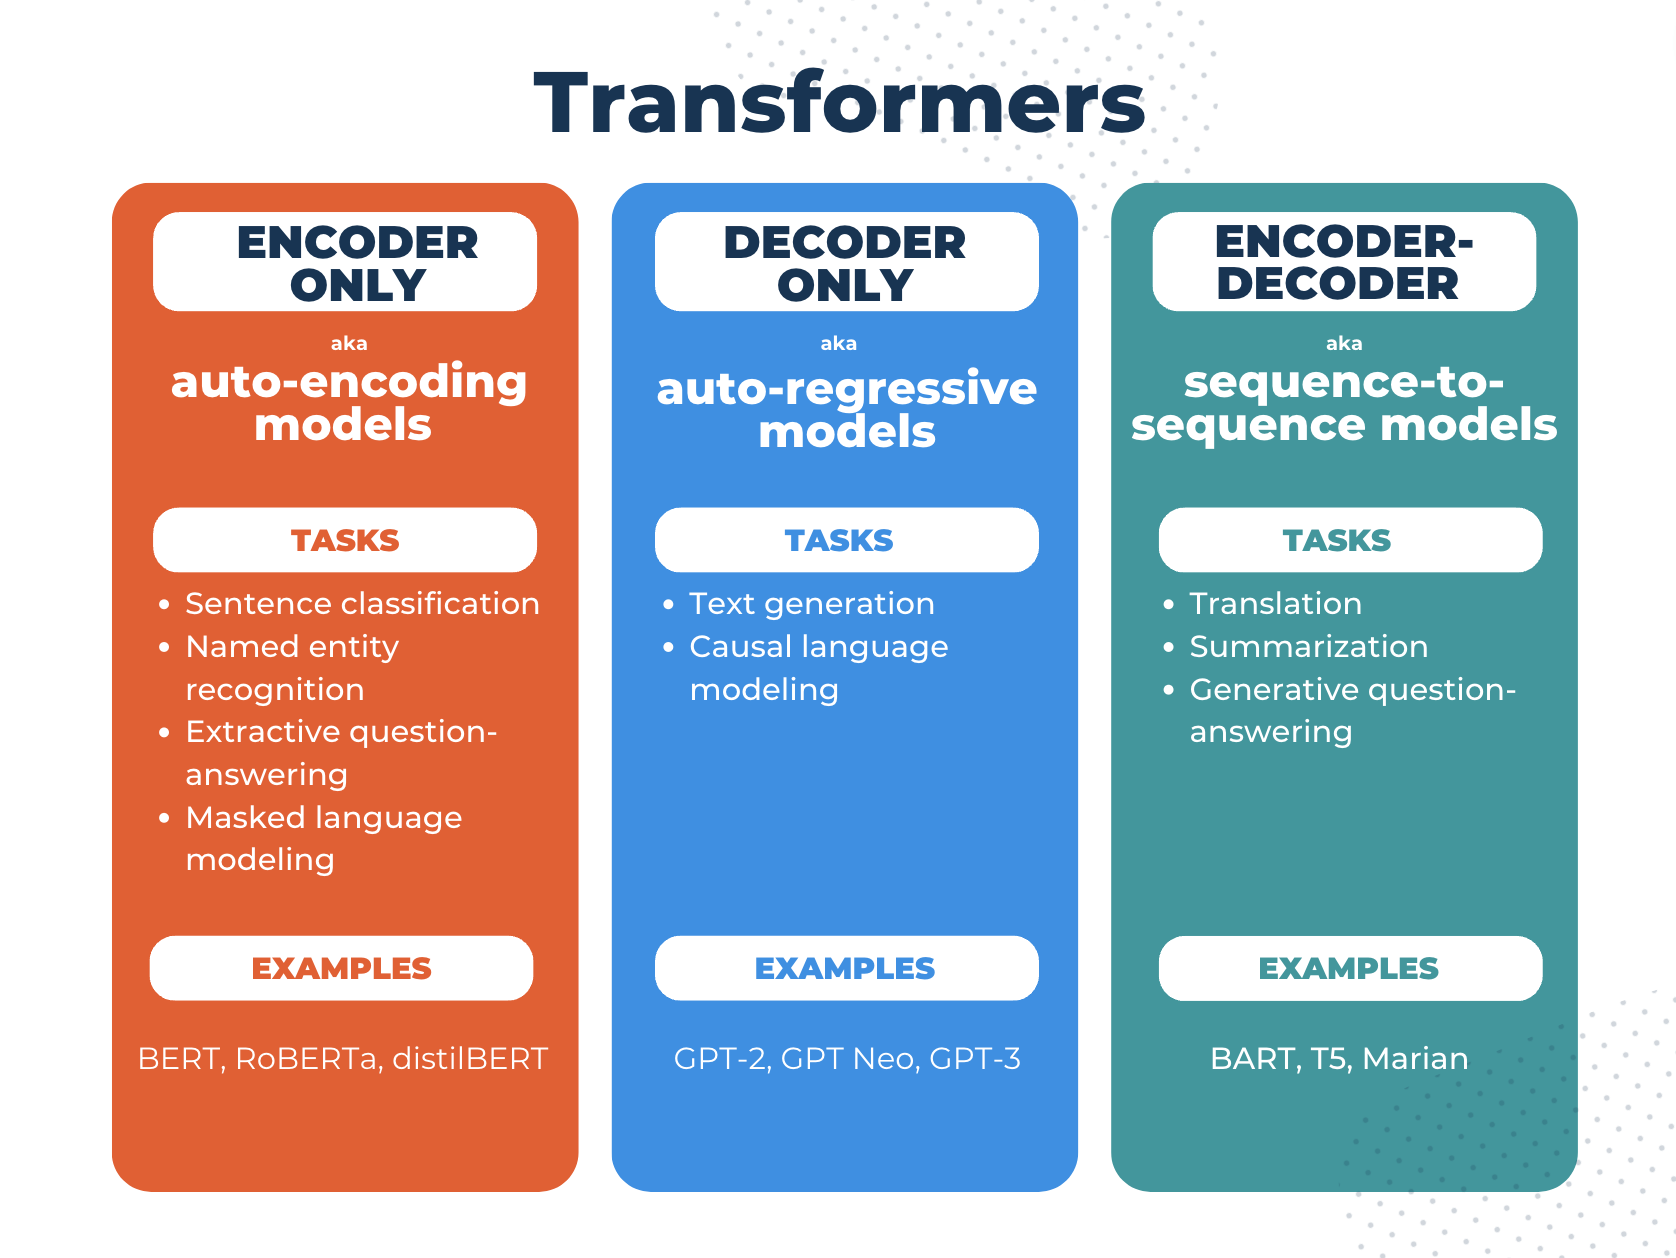 Transformers
ENCODER
ONLY
aka
auto-encoding
models
TASKS
• Sentence classification
• Named entity
recognition
• Extractive question-
answering
• Masked language
modeling
EXAMPLES
BERT, RoBERTa, distilBERT
DECODER
ONLY
aka
auto-regressive
models
TASKS
• Text generation
• Causal language
modeling
EXAMPLES
GPT-2, GPT Neo, GPT-3
ENCODER-
DECODER
aka
sequence-to-
sequence models
TASKS
• Translation
• Summarization
• Generative question-
answering
EXAMPLES
BART, T5, Marian